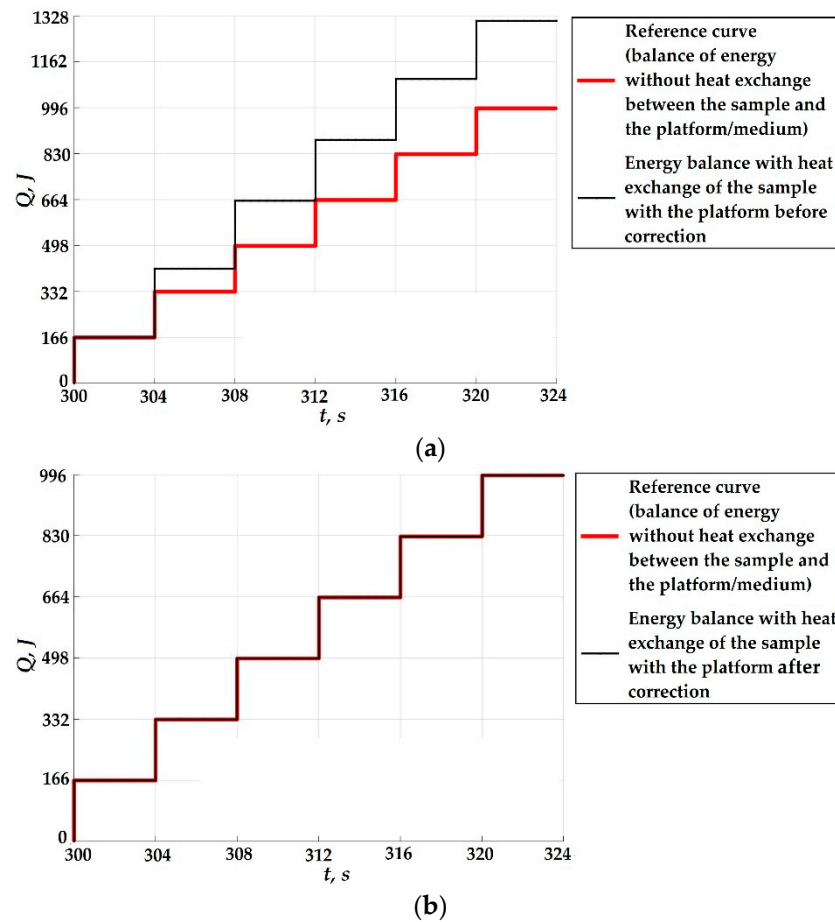 1328
1162
996
830
664
498
332
166
0
Q, J
300 304 308 312 316 320 324
t, s
Reference curve
(balance of energy
without heat exchange
between the sample and
the platform/medium)
Energy balance with heat
exchange of the sample
with the platform before
correction
(a)
996
830
664
498
332
166
0
Q, J
300 304 308 312 316 320 324
t, s
Reference curve
(balance of energy
without heat exchange
between the sample and
the platform/medium)
Energy balance with heat
exchange of the sample
with the platform after
correction
(b)